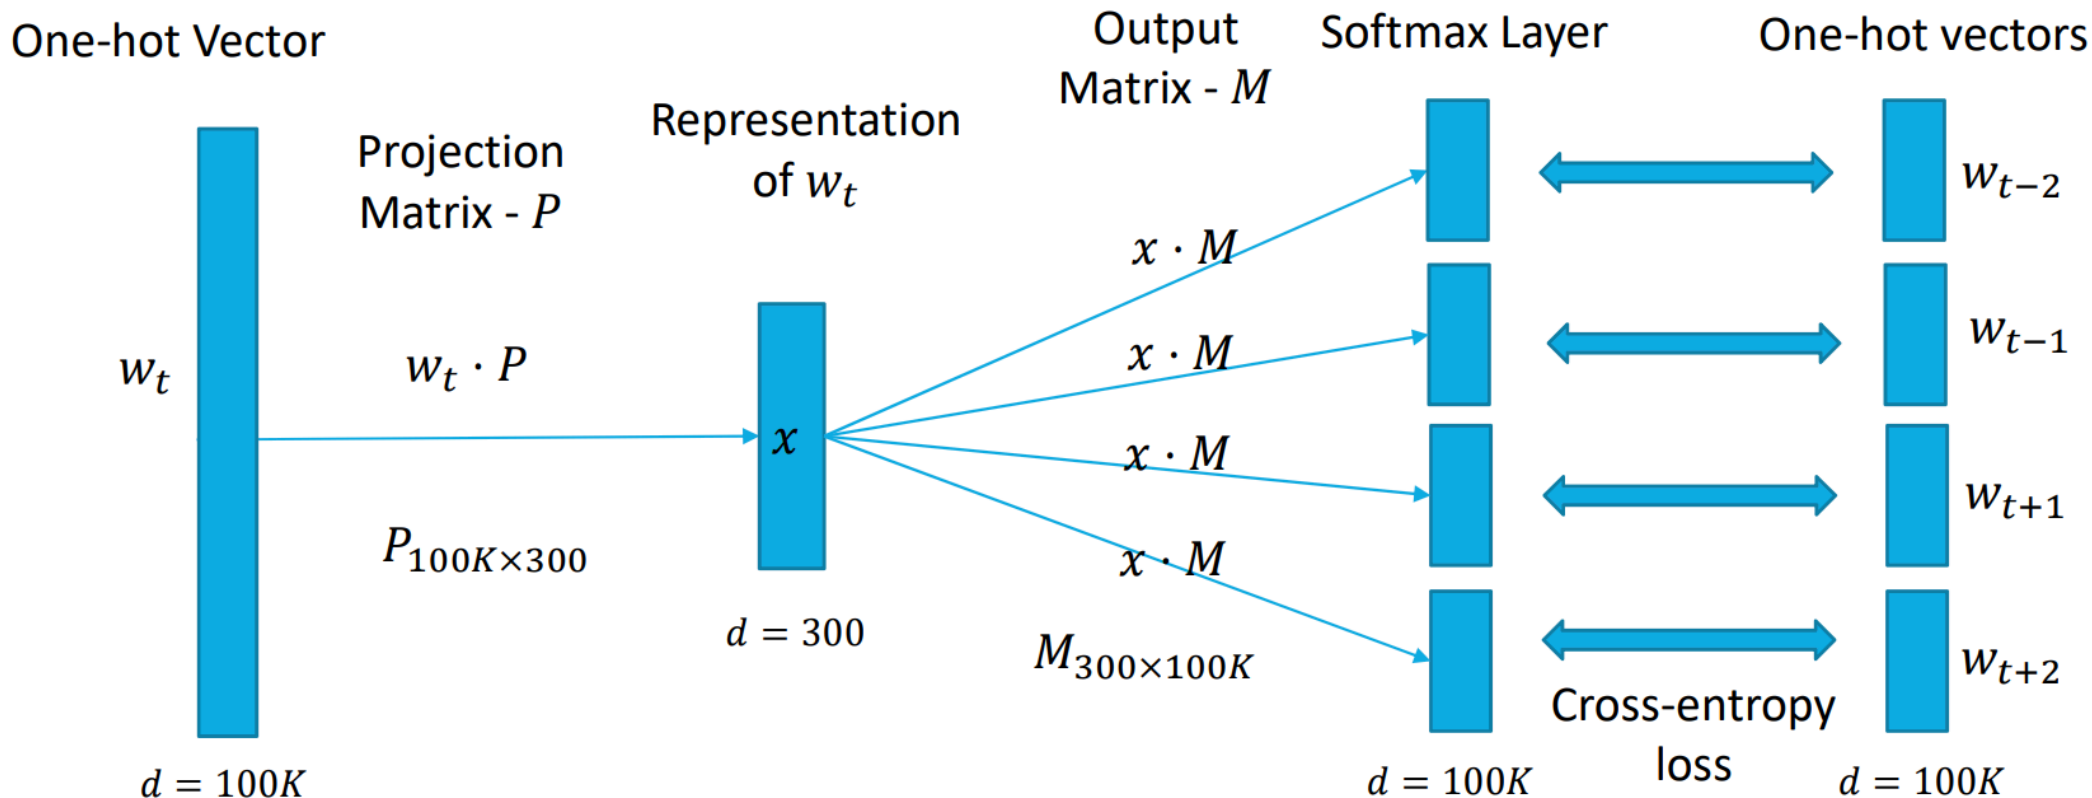 One-hot Vector
Projection
Matrix - P
Representation
of w_t
Output
Matrix - M
Softmax Layer
One-hot vectors
w_t
w_t · P
P_{100K×300}
x
d = 300
x · M
x · M
x · M
x · M
M_{300×100K}
w_{t−2}
w_{t−1}
w_{t+1}
w_{t+2}
Cross-entropy
loss
d = 100K
d = 100K
d = 100K